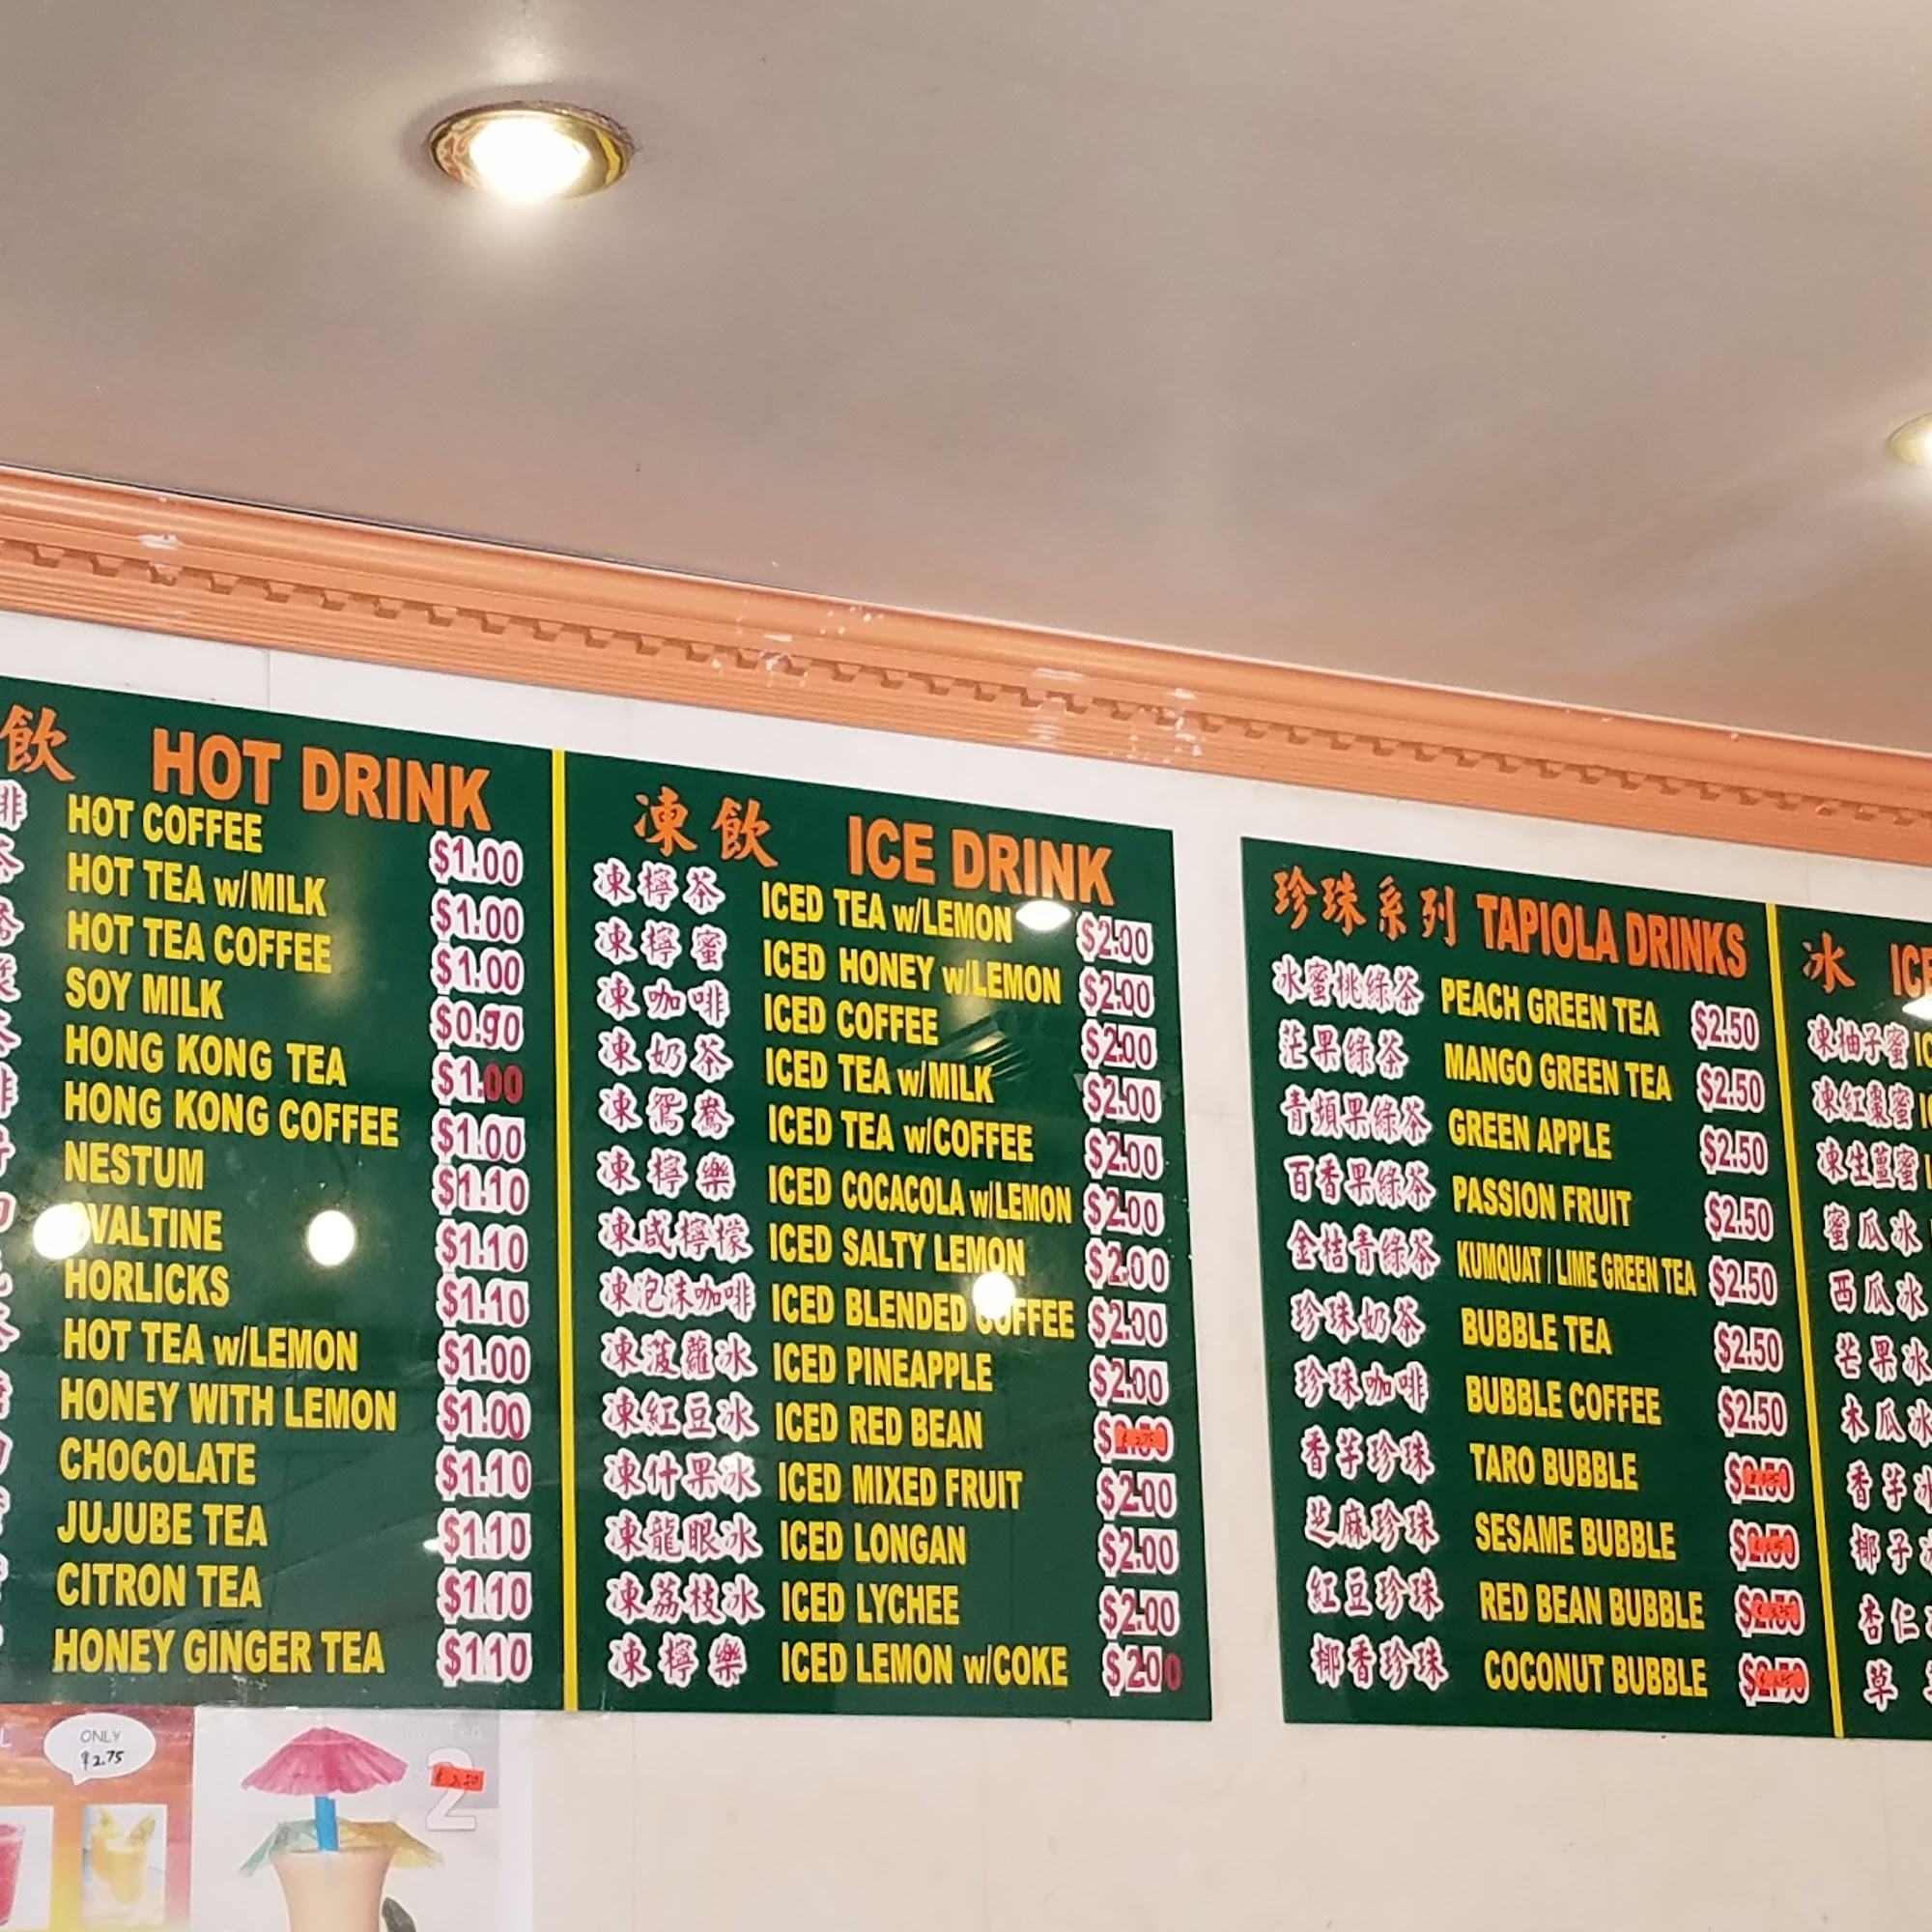 飲 HOT DRINK
啡 HOT COFFEE $1.00
茶 HOT TEA w/MILK $1.00
HOT TEA COFFEE $1.00
SOY MILK $0.90
茶 HONG KONG TEA $1.00
啡 HONG KONG COFFEE $1.00
NESTUM $1.10
OVALTINE $1.10
HORLICKS $1.10
HOT TEA w/LEMON $1.00
HONEY WITH LEMON $1.00
CHOCOLATE $1.10
JUJUBE TEA $1.10
CITRON TEA $1.10
HONEY GINGER TEA $1.10
凍飲 ICE DRINK
凍檸茶 ICED TEA w/LEMON $2.00
凍檸蜜 ICED HONEY w/LEMON $2.00
凍咖啡 ICED COFFEE $2.00
凍奶茶 ICED TEA w/MILK $2.00
凍鴛鴦 ICED TEA w/COFFEE $2.00
凍檸樂 ICED COCACOLA w/LEMON $2.00
凍咸檸檬 ICED SALTY LEMON $2.00
凍泡沫咖啡 ICED BLENDED COFFEE $2.00
凍菠蘿冰 ICED PINEAPPLE $2.00
凍紅豆冰 ICED RED BEAN
凍什果冰 ICED MIXED FRUIT $2.00
凍龍眼冰 ICED LONGAN $2.00
凍荔枝冰 ICED LYCHEE $2.00
凍檸樂 ICED LEMON w/COKE $2.00
珍珠系列 TAPIOLA DRINKS
冰蜜桃綠茶 PEACH GREEN TEA $2.50
芒果綠茶 MANGO GREEN TEA $2.50
青頻果綠茶 GREEN APPLE $2.50
百香果綠茶 PASSION FRUIT $2.50
金桔青綠茶 KUMQUAT / LIME GREEN TEA $2.50
珍珠奶茶 BUBBLE TEA $2.50
珍珠咖啡 BUBBLE COFFEE $2.50
香芋珍珠 TARO BUBBLE
芝麻珍珠 SESAME BUBBLE
紅豆珍珠 RED BEAN BUBBLE
椰香珍珠 COCONUT BUBBLE
冰 ICE
凍柚子蜜 IC
凍紅棗蜜 IC
凍生薑蜜
蜜瓜冰
西瓜冰
芒果冰
木瓜冰
香芋冰
椰子
杏仁
草
ONLY
$2.75
2